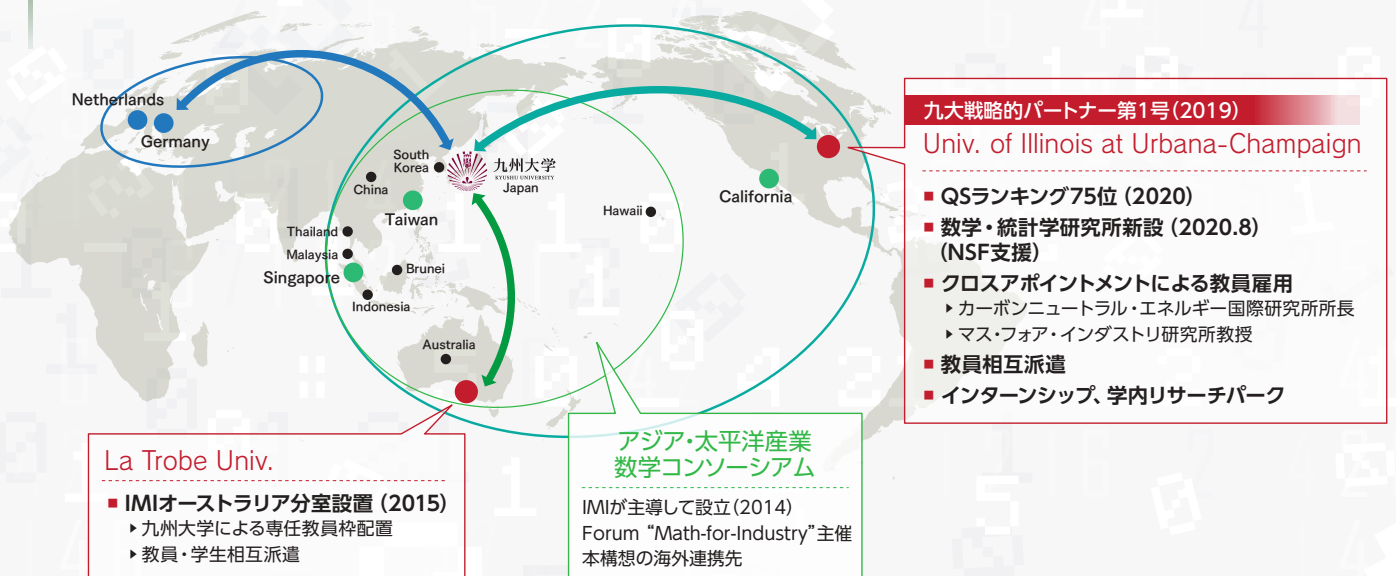 Netherlands
Germany
South
Korea
China
九州大学
KYUSHU UNIVERSITY
Japan
Taiwan
Thailand
Malaysia
Singapore
Brunei
Indonesia
Australia
Hawaii
California
九大戦略的パートナー第1号(2019)
Univ. of Illinois at Urbana-Champaign
■ QSランキング75位 (2020)
■ 数学・統計学研究所新設 (2020.8)
(NSF支援)
■ クロスアポイントメントによる教員雇用
▶カーボンニュートラル・エネルギー国際研究所所長
▶マス・フォア・インダストリ研究所教授
■ 教員相互派遣
■ インターンシップ、学内リサーチパーク
La Trobe Univ.
■ IMIオーストラリア分室設置 (2015)
▶九州大学による専任教員枠配置
▶教員・学生相互派遣
アジア・太平洋産業
数学コンソーシアム
IMIが主導して設立(2014)
Forum “Math-for-Industry”主催
本構想の海外連携先